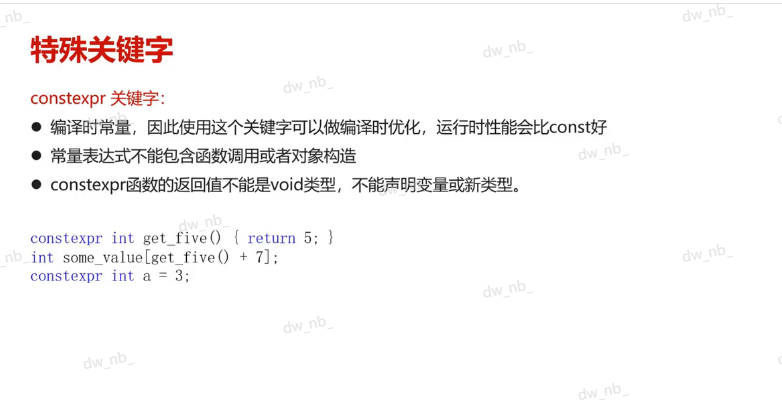 特殊关键字
constexpr 关键字：
● 编译时常量，因此使用这个关键字可以做编译时优化，运行时性能会比const好
● 常量表达式不能包含函数调用或者对象构造
● constexpr函数的返回值不能是void类型，不能声明变量或新类型。
constexpr int get_five() { return 5; }
int some_value[get_five() + 7];
constexpr int a = 3;
dw_nb_
dw_nb_
dw_nb_
dw_nb_
dw_nb_
dw_nb_
dw_nb_
dw_nb_
dw_nb_
dw_nb_
dw_nb_